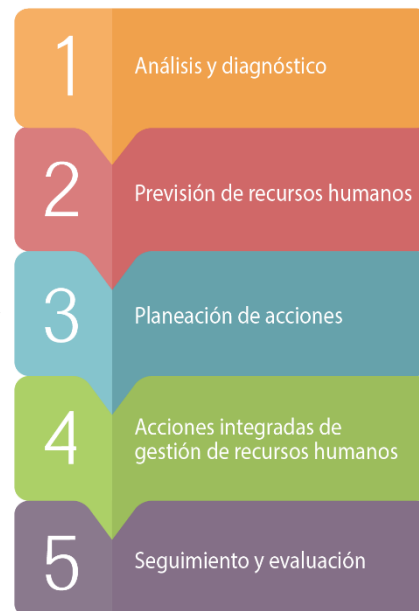 1
Análisis y diagnóstico
2
Previsión de recursos humanos
3
Planeación de acciones
4
Acciones integradas de
gestión de recursos humanos
5
Seguimiento y evaluación